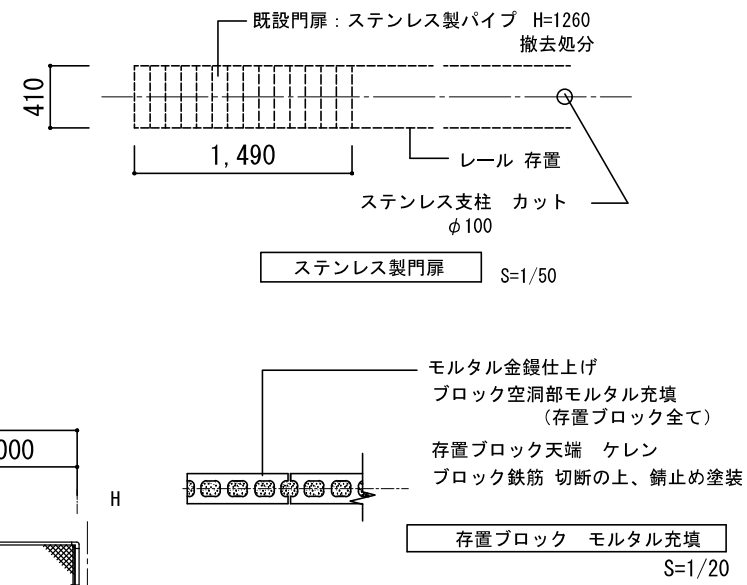 既設門扉：ステンレス製パイプ H=1260
撤去処分
410
1,490
レール 存置
ステンレス支柱 カット
φ100
ステンレス製門扉
S=1/50
モルタル金鏝仕上げ
ブロック空洞部モルタル充填
（存置ブロック全て）
000
存置ブロック天端 ケレン
ブロック鉄筋 切断の上、錆止め塗装
H
存置ブロック モルタル充填
S=1/20